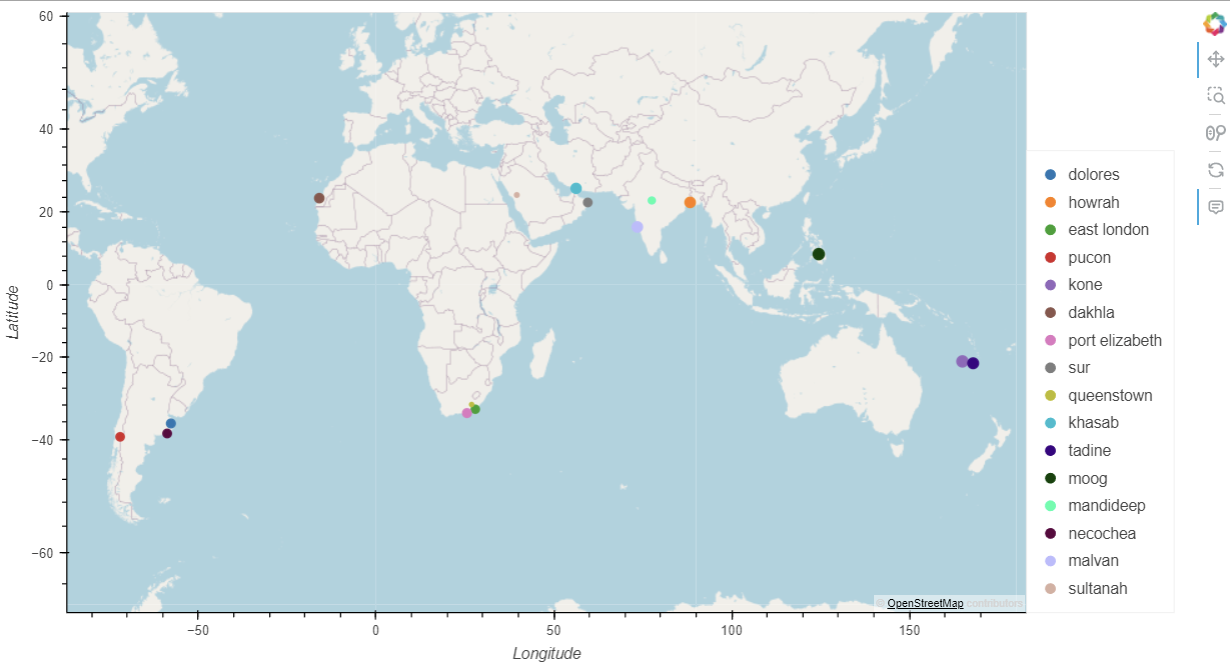 60
40
20
0
−20
−40
−60
Latitude
−50
0
50
100
150
Longitude
dolores
howrah
east london
pucon
kone
dakhla
port elizabeth
sur
queenstown
khasab
tadine
moog
mandideep
necochea
malvan
sultanah
© OpenStreetMap contributors